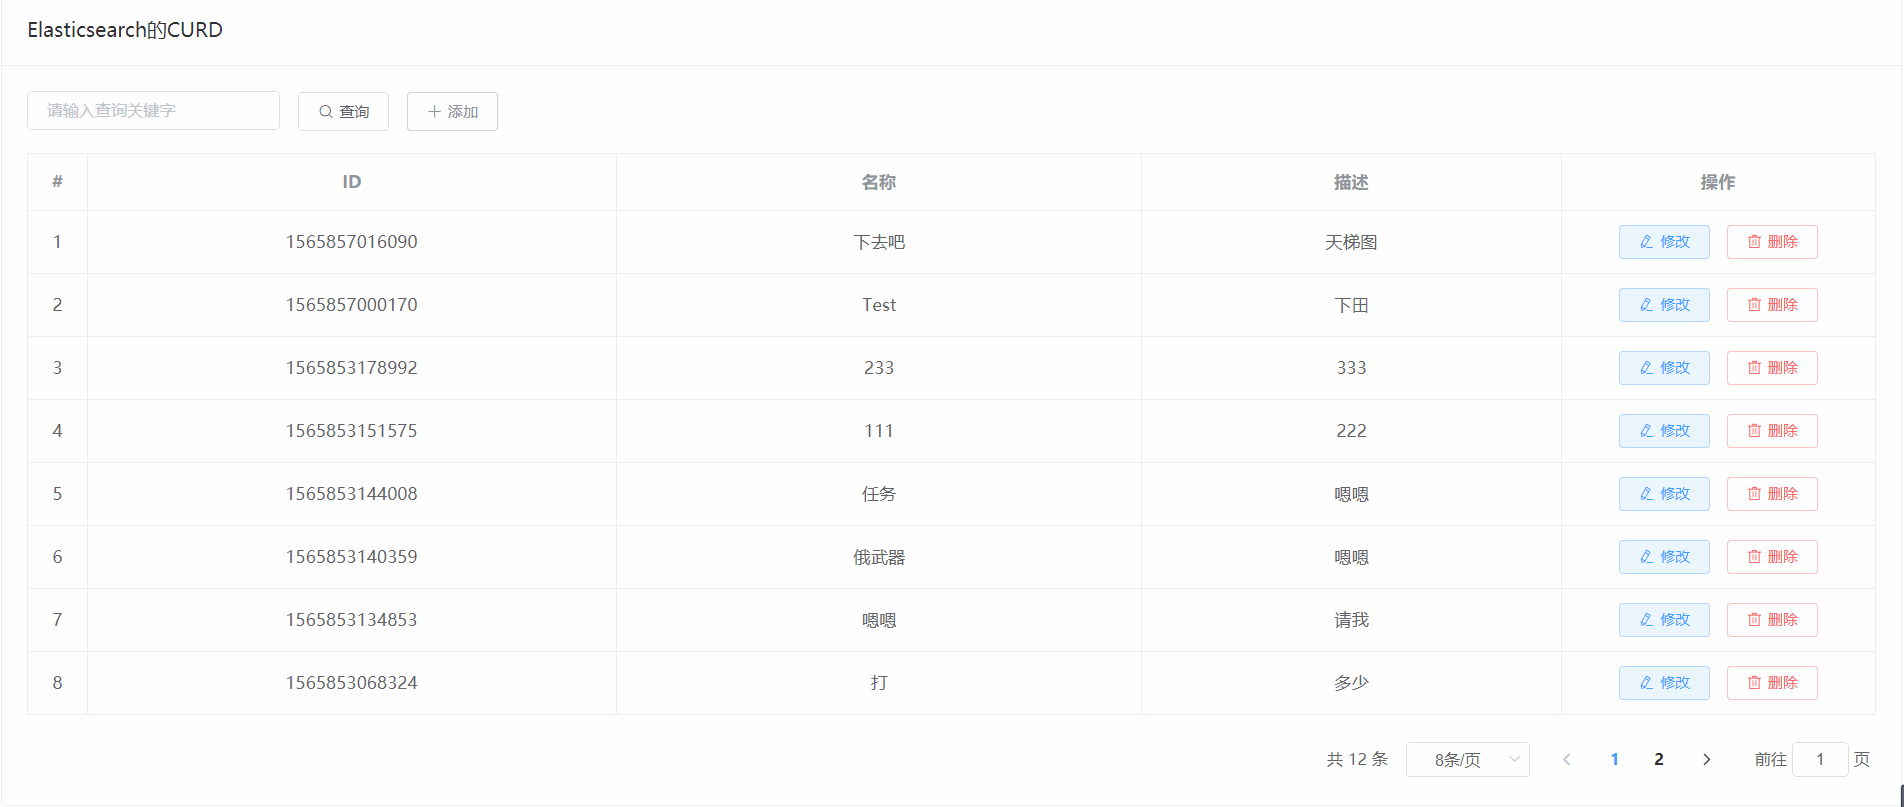 Elasticsearch的CURD
请输入查询关键字 查询 添加
# ID 名称 描述 操作
1 1565857016090 下去吧 天梯图 修改 删除
2 1565857000170 Test 下田 修改 删除
3 1565853178992 233 333 修改 删除
4 1565853151575 111 222 修改 删除
5 1565853144008 任务 嗯嗯 修改 删除
6 1565853140359 俄武器 嗯嗯 修改 删除
7 1565853134853 嗯嗯 请我 修改 删除
8 1565853068324 打 多少 修改 删除
共 12 条 8条/页 1 2 前往 1 页